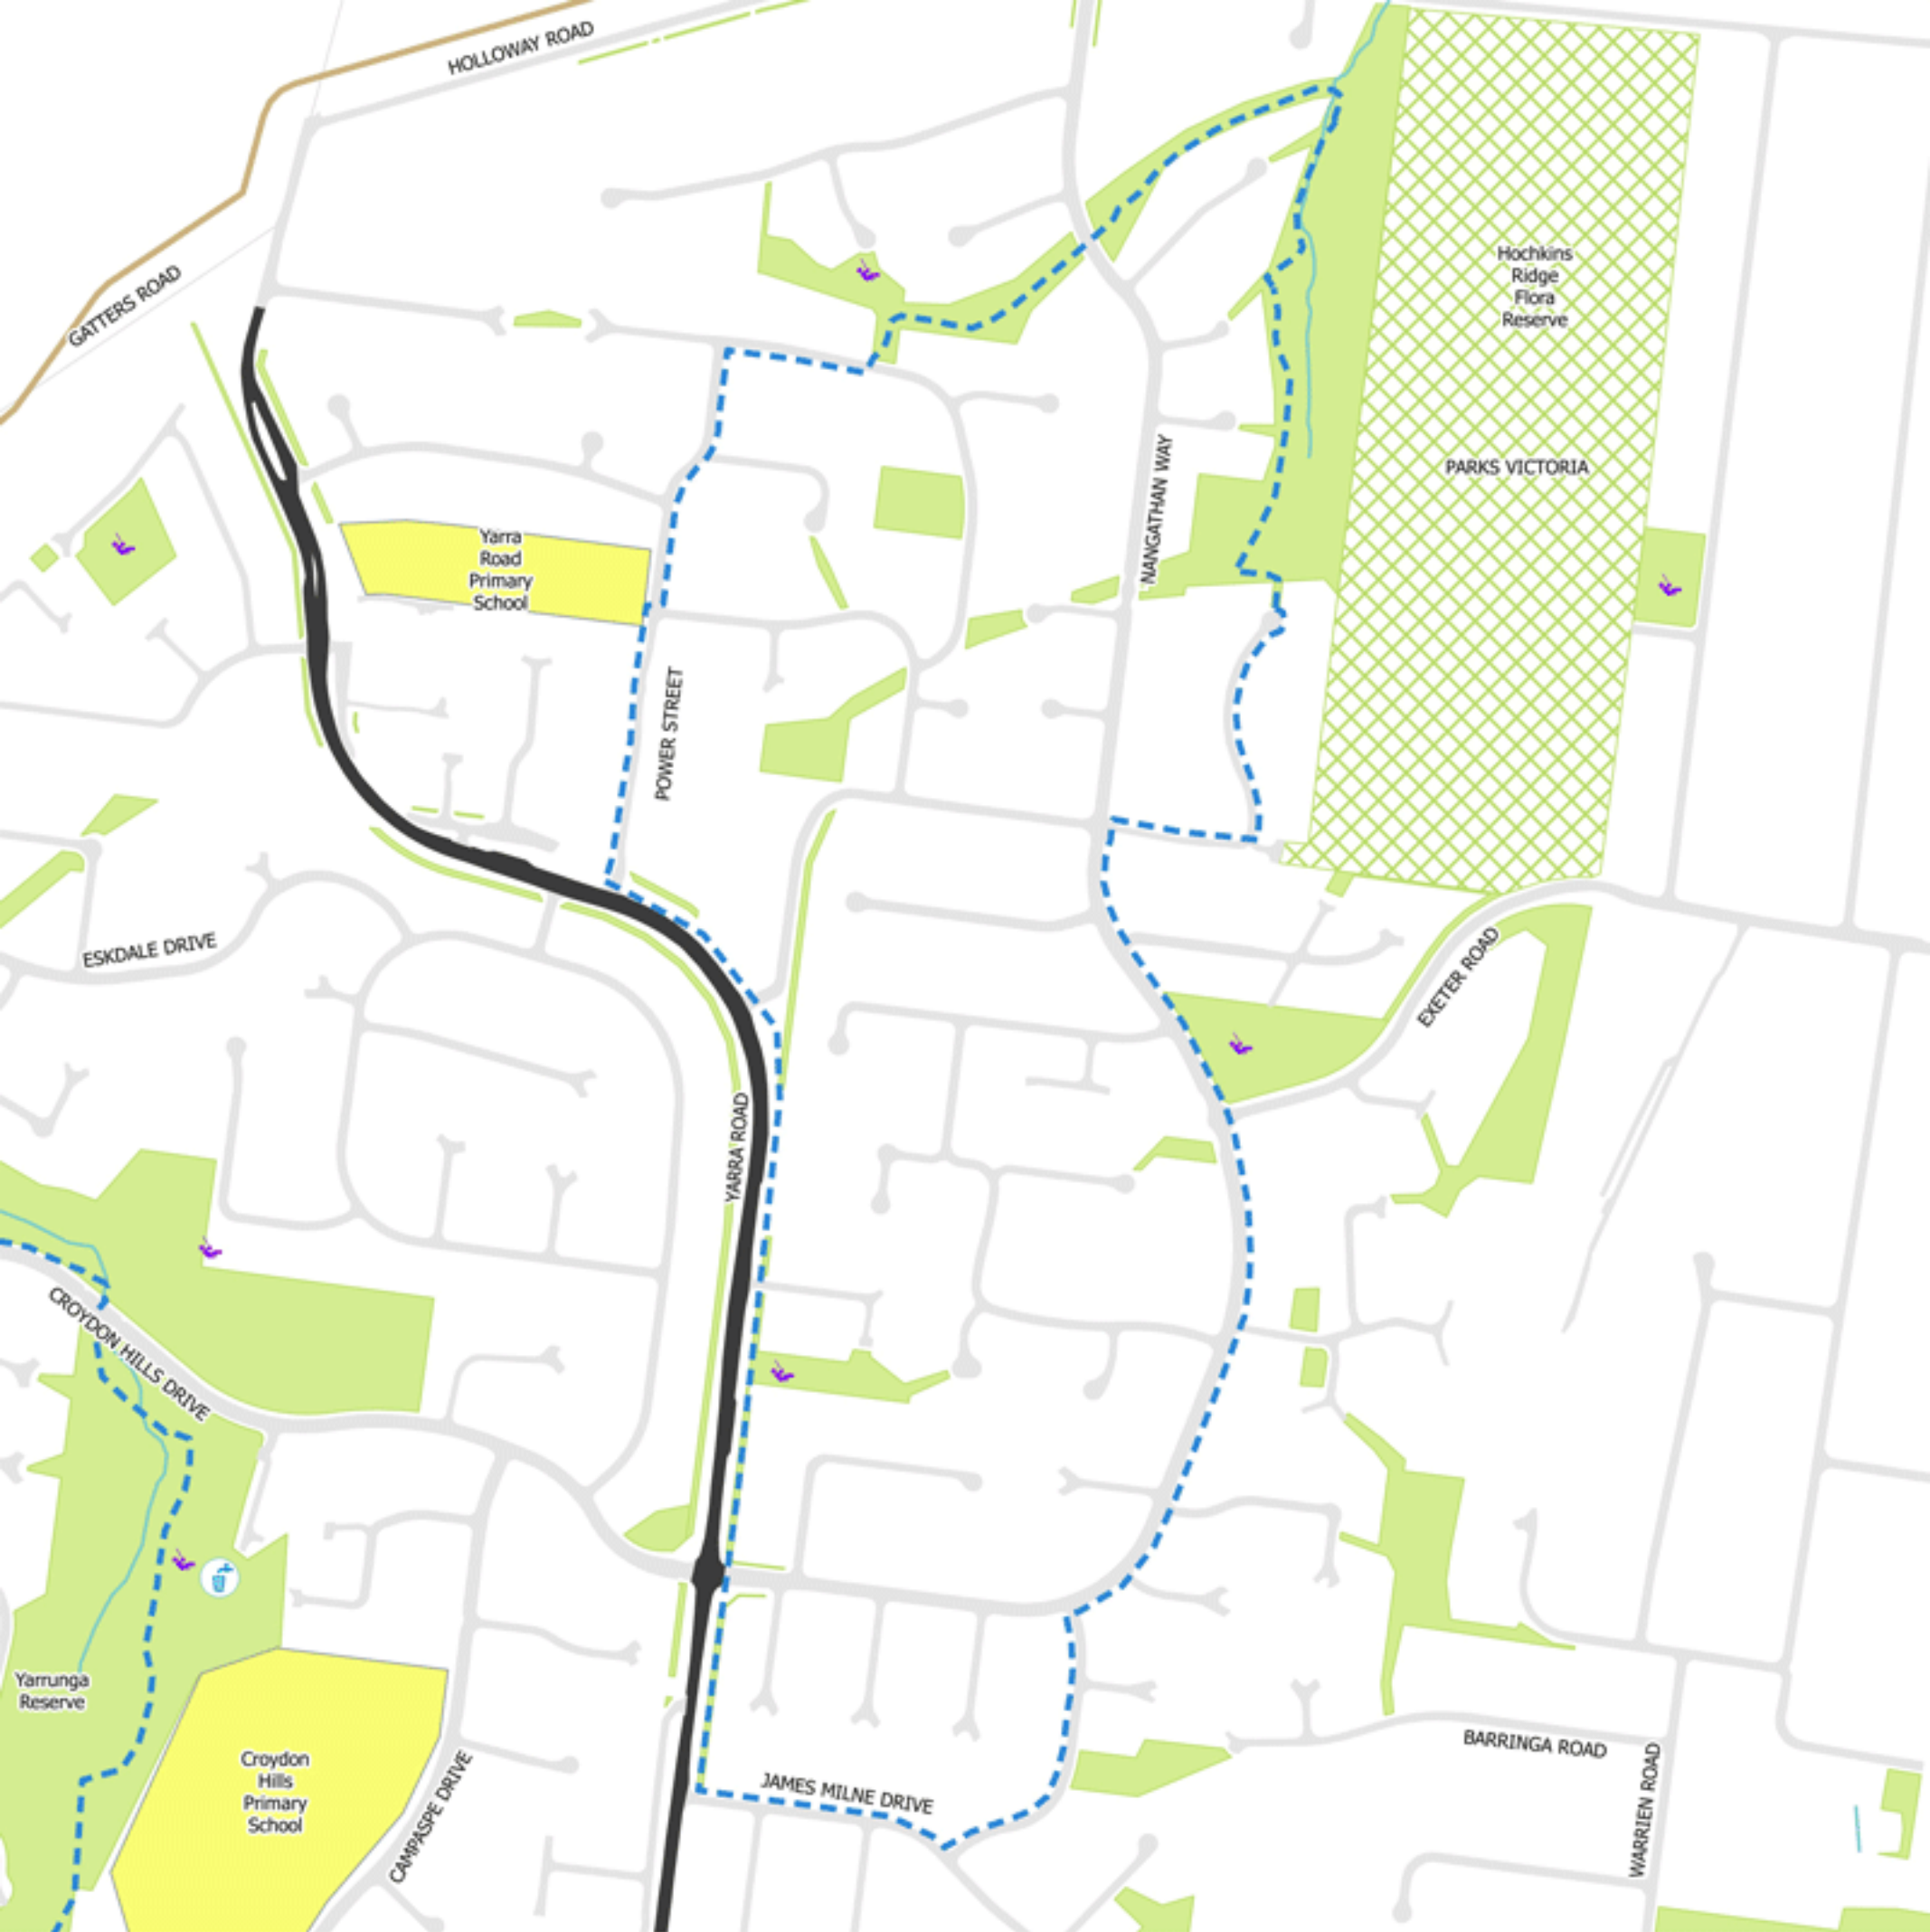 HOLLOWAY ROAD
GATTERS ROAD
Hochkins
Ridge
Flora
Reserve
PARKS VICTORIA
NANGATHAN WAY
Yarra
Road
Primary
School
POWER STREET
ESKDALE DRIVE
EXETER ROAD
YARRA ROAD
CROYDON HILLS DRIVE
Yarrunga
Reserve
Croydon
Hills
Primary
School
CAMPASPE DRIVE
JAMES MILNE DRIVE
BARRINGA ROAD
WARRIEN ROAD